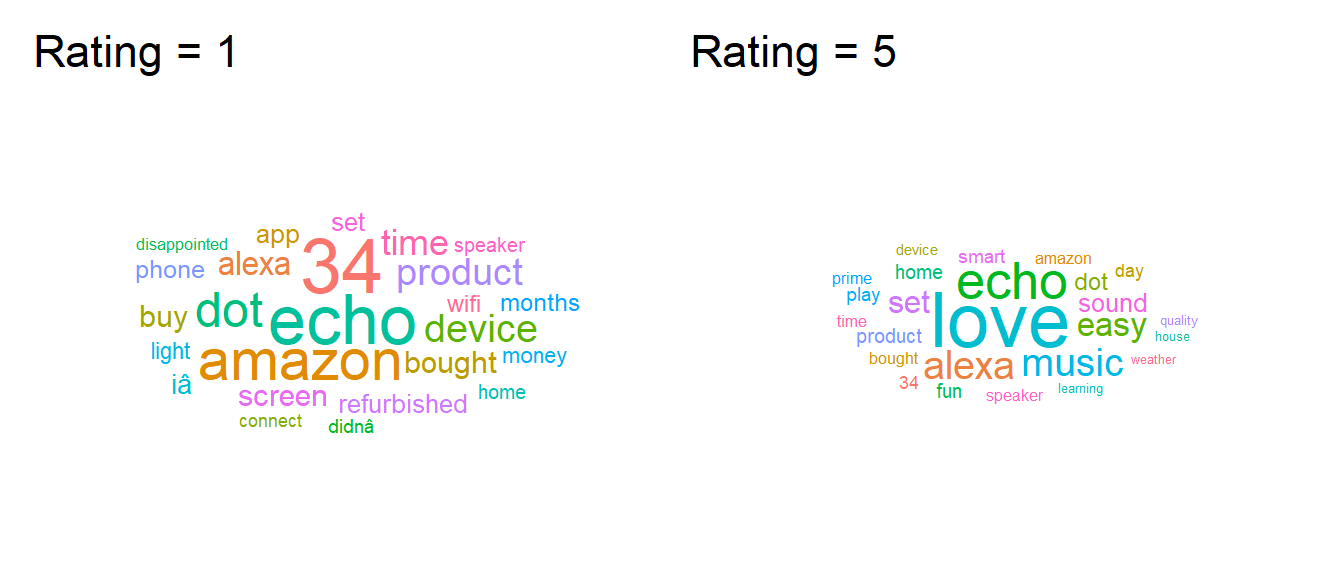 Rating = 1
set
app
time
disappointed
speaker
phone
alexa
34
product
wifi
months
buy
dot
echo
device
light
amazon
bought
money
iâ
screen
refurbished
home
connect
didnâ
Rating = 5
device
smart
amazon
prime
home
echo
dot
day
play
set
love
sound
time
product
easy
quality
house
bought
alexa
music
weather
34
fun
speaker
learning